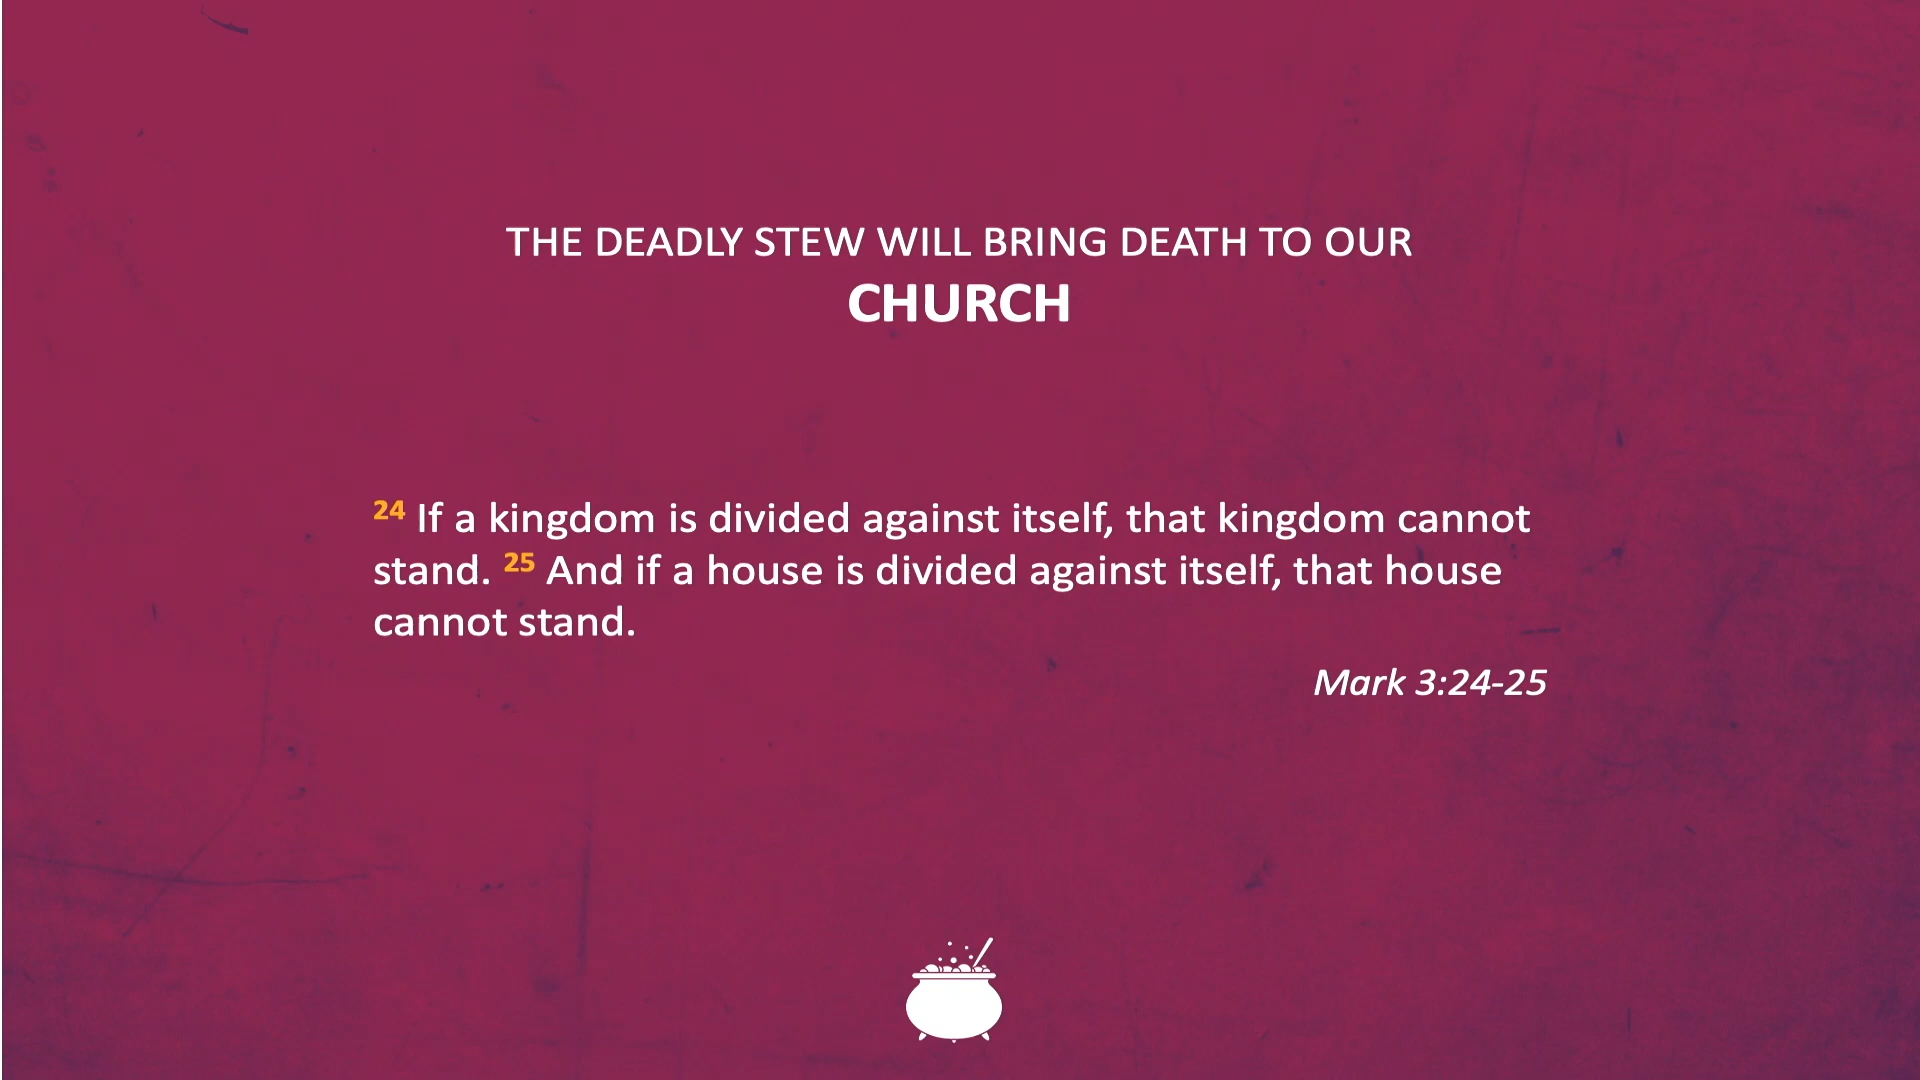 THE DEADLY STEW WILL BRING DEATH TO OUR
CHURCH
24 If a kingdom is divided against itself, that kingdom cannot
stand. 25 And if a house is divided against itself, that house
cannot stand.
Mark 3:24-25